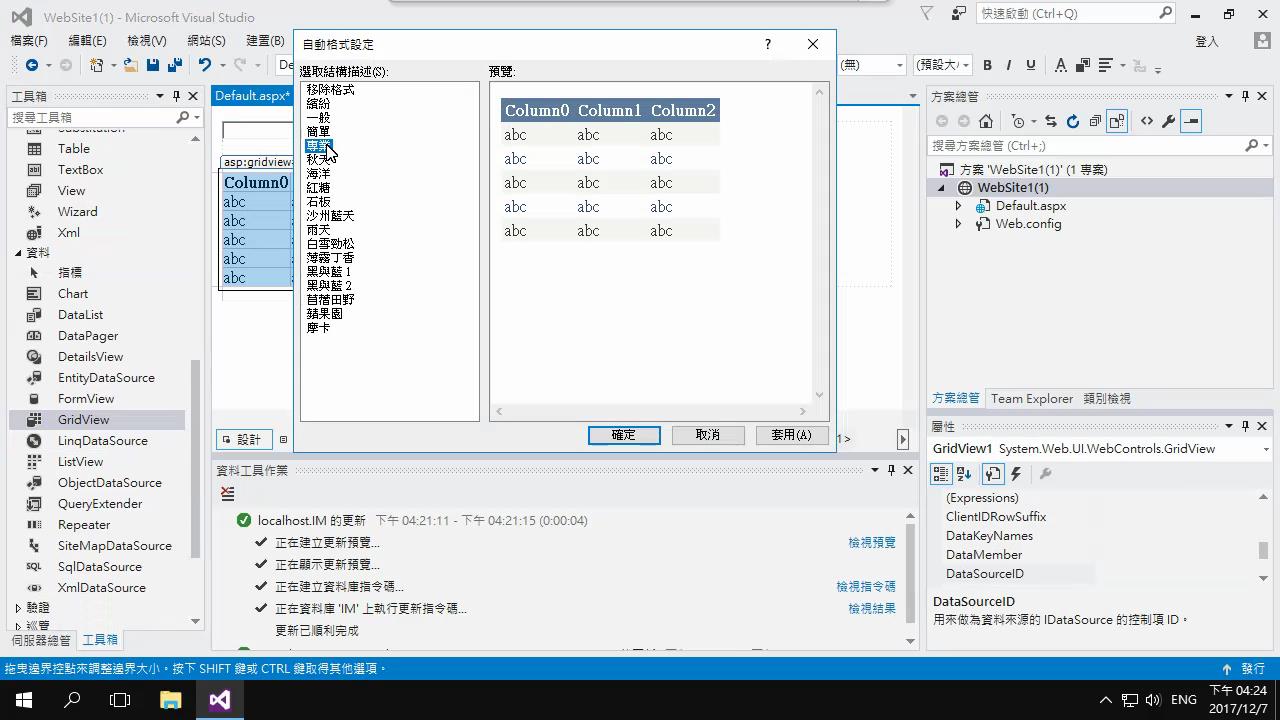 WebSite1(1) - Microsoft Visual Studio
快速啟動 (Ctrl+Q)
檔案(F)
編輯(E)
檢視(V)
網站(S)
建置(B)
登入
(無)
(預設大小
工具箱
搜尋工具箱
Substitution
Table
TextBox
View
Wizard
Xml
資料
指標
Chart
DataList
DataPager
DetailsView
EntityDataSource
FormView
GridView
LinqDataSource
ListView
ObjectDataSource
QueryExtender
Repeater
SiteMapDataSource
SqlDataSource
XmlDataSource
驗證
巡覽
伺服器總管
工具箱
Default.aspx*
asp:gridview
Column0
abc
abc
abc
abc
abc
設計
自動格式設定
?
選取結構描述(S):
移除格式
繽紛
一般
簡單
專業
秋天
海洋
紅糖
石板
沙洲藍天
雨天
白雪勁松
薄霧丁香
黑與藍 1
黑與藍 2
苜蓿田野
蘋果園
摩卡
預覽:
Column0 Column1 Column2
abc abc abc
abc abc abc
abc abc abc
abc abc abc
abc abc abc
確定
取消
套用(A)
資料工具作業
localhost.IM 的更新 下午 04:21:11 - 下午 04:21:15 (0:00:04)
正在建立更新預覽...
檢視預覽
正在顯示更新預覽...
正在建立資料庫指令碼...
檢視指令碼
正在資料庫 'IM' 上執行更新指令碼...
檢視結果
更新已順利完成
方案總管
搜尋方案總管 (Ctrl+;)
方案 'WebSite1(1)' (1 專案)
WebSite1(1)
Default.aspx
Web.config
方案總管
Team Explorer
類別檢視
屬性
GridView1 System.Web.UI.WebControls.GridView
(Expressions)
ClientIDRowSuffix
DataKeyNames
DataMember
DataSourceID
DataSourceID
用來做為資料來源的 IDataSource 的控制項 ID。
拖曳邊界控點來調整邊界大小。按下 SHIFT 鍵或 CTRL 鍵取得其他選項。
發行
ENG
下午 04:24
2017/12/7